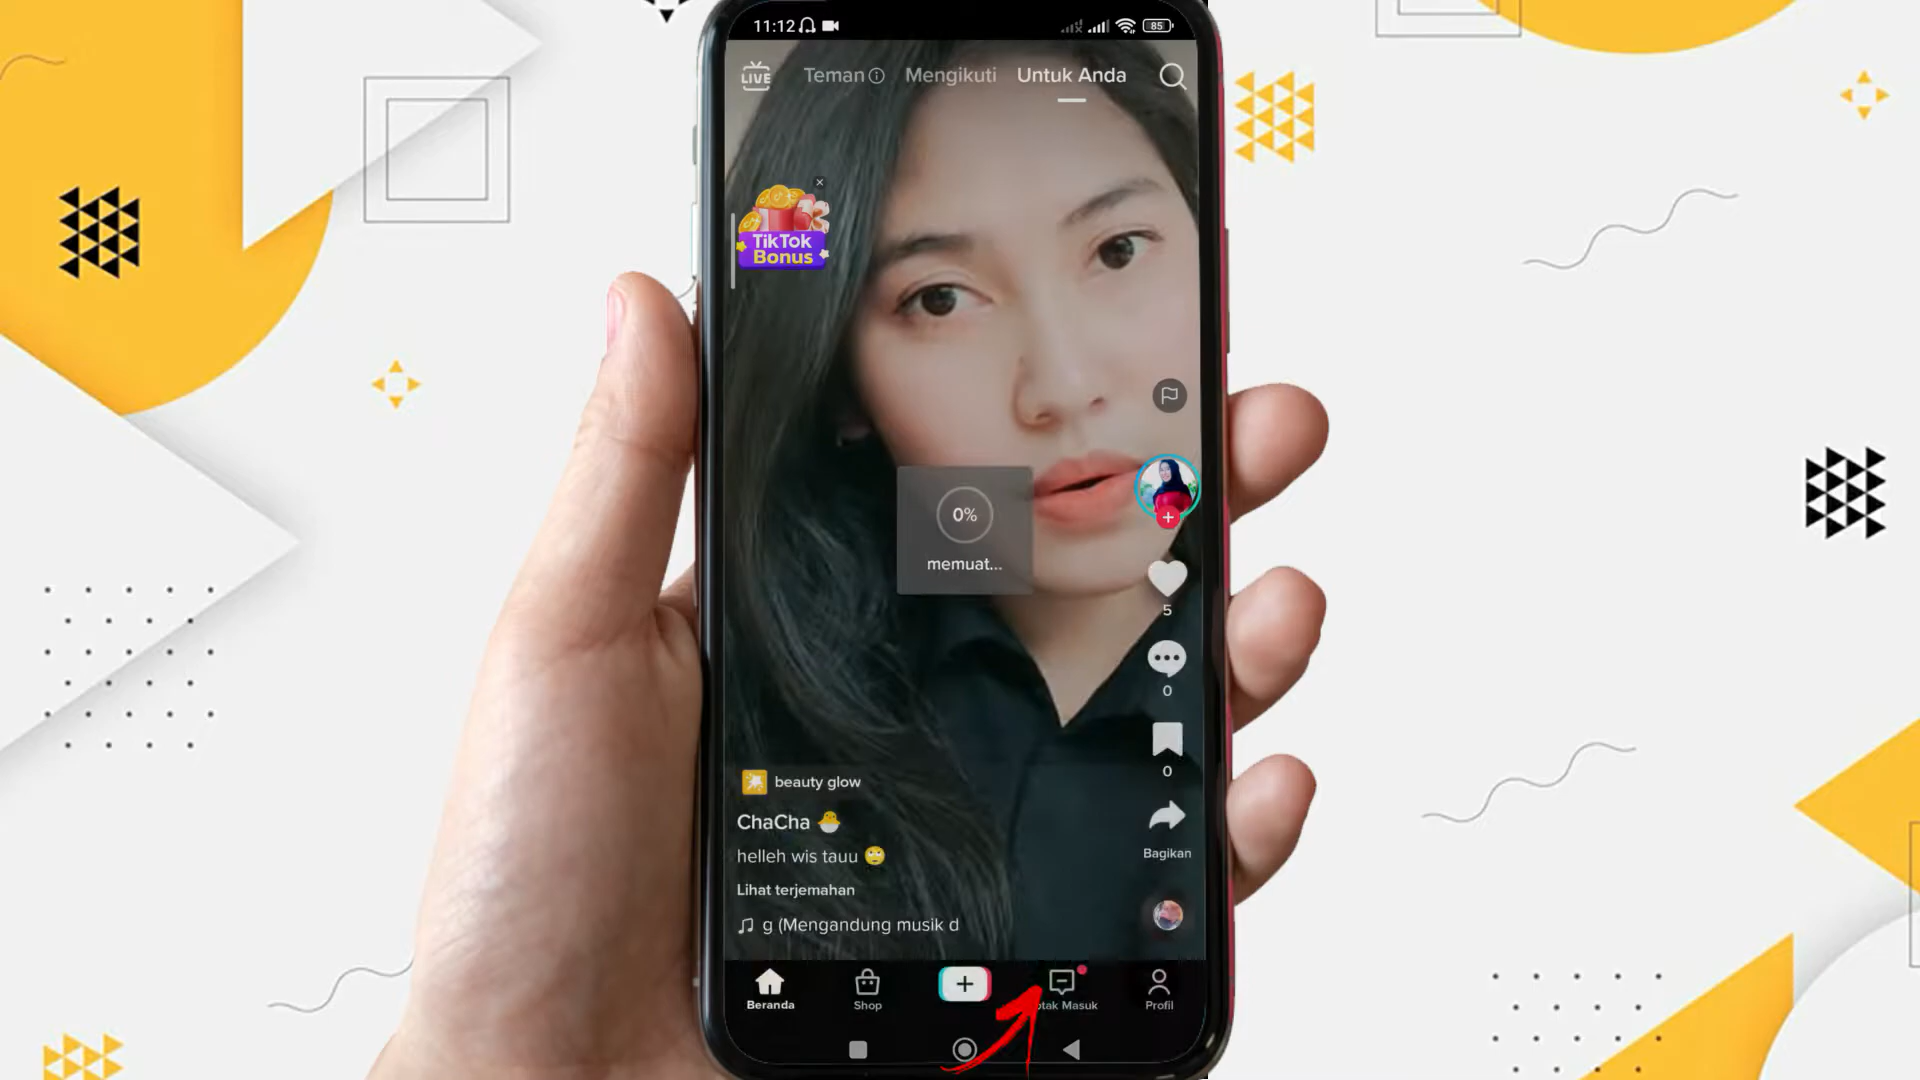 11:12
85
LIVE
Teman Mengikuti Untuk Anda
TikTok
Bonus
0%
memuat...
5
0
0
beauty glow
ChaCha 🐣
helleh wis tauu 🙄
Bagikan
Lihat terjemahan
g (Mengandung musik d
Beranda
Shop
Masuk
Profil